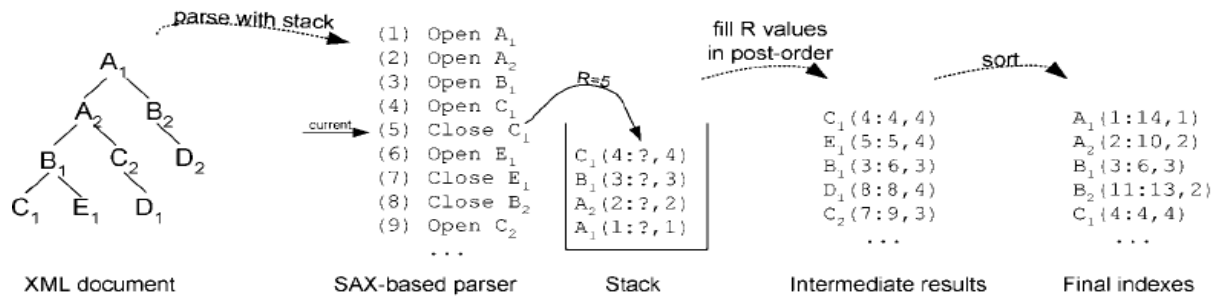 parse with stack
A₁
A₂ B₂
B₁ C₂ D₂
C₁ E₁ D₁
XML document
(1) Open A₁
(2) Open A₂
(3) Open B₁
(4) Open C₁
current
(5) Close C₁
(6) Open E₁
(7) Close E₁
(8) Close B₂
(9) Open C₂
...
SAX-based parser
R=5
C₁(4:?,4)
B₁(3:?,3)
A₂(2:?,2)
A₁(1:?,1)
Stack
fill R values
in post-order
C₁(4:4,4)
E₁(5:5,4)
B₁(3:6,3)
D₁(8:8,4)
C₂(7:9,3)
...
Intermediate results
sort
A₁(1:14,1)
A₂(2:10,2)
B₁(3:6,3)
B₂(11:13,2)
C₁(4:4,4)
...
Final indexes